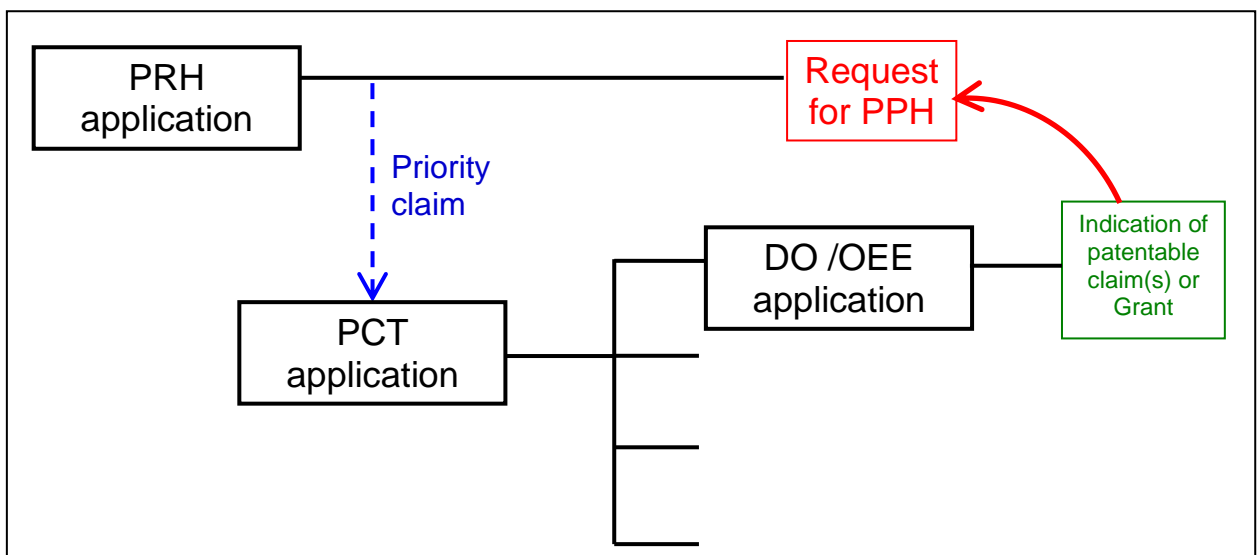 PRH
application
Request
for PPH
Priority
claim
Indication of
patentable
claim(s) or
Grant
DO /OEE
application
PCT
application